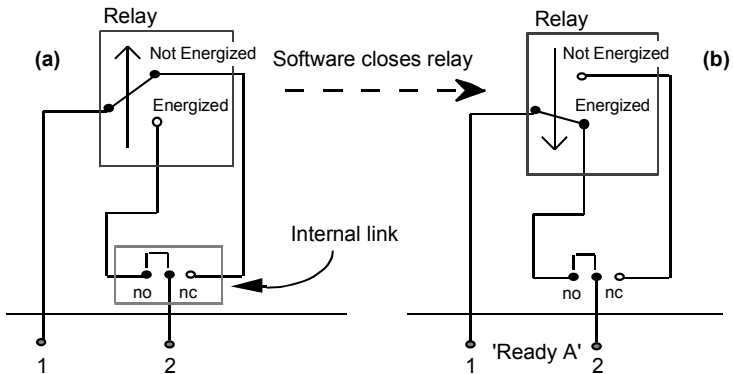 Relay
(a)
Not Energized
Energized
Software closes relay
Internal link
no
nc
1
2
Relay
(b)
Not Energized
Energized
no
nc
1
'Ready A'
2